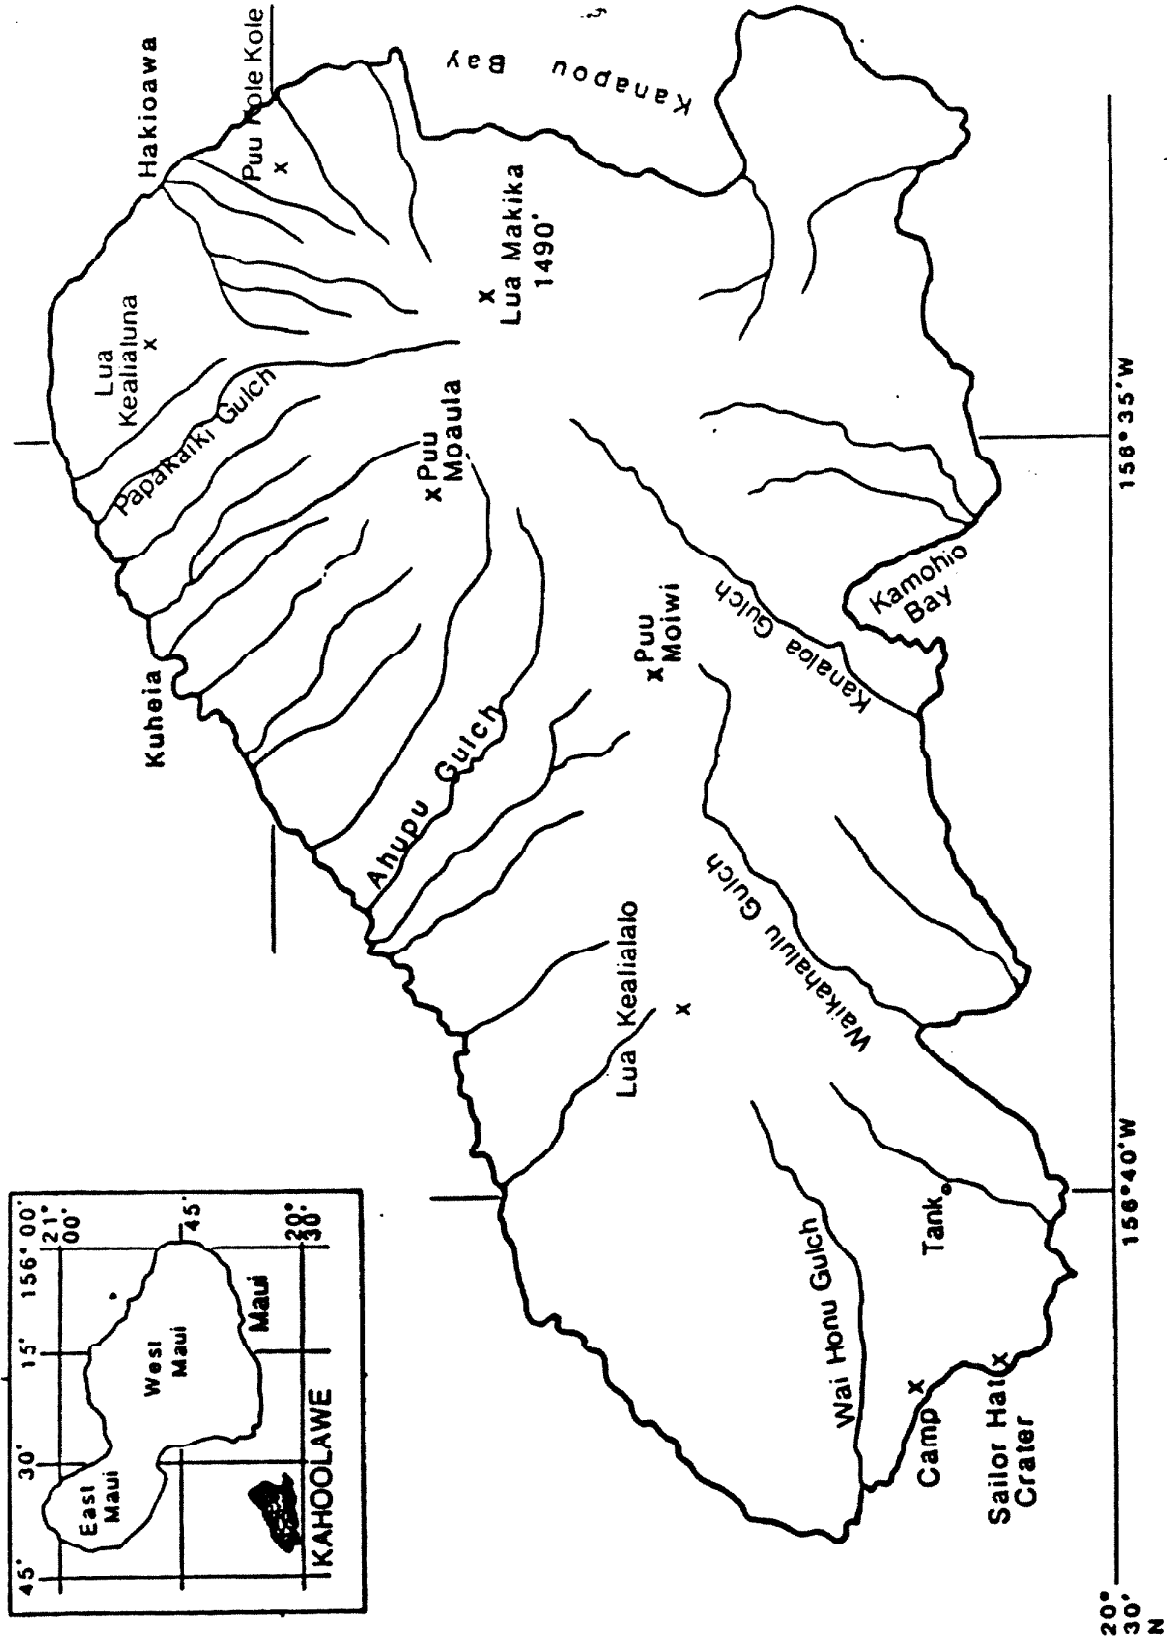 45'
30'
15'
156° 00'
21°
00'
45'
20°
30'
East
Maui
West
Maui
Maui
KAHOOLAWE
Kuheia
Hakioawa
Puu Kole Kole
Kanapou Bay
Lua
Kealialuna
Papakaiki Gulch
Lua Makika
1490'
x Puu
Moaula
Ahupu Gulch
x Puu
Moiwi
Lua Kealialalo
Kanaloa Gulch
Waikahalulu Gulch
Kamohio
Bay
Wai Honu Gulch
Tank
Camp x
Sailor Hat x
Crater
20°
30'
N
156°40'W
156°35'W